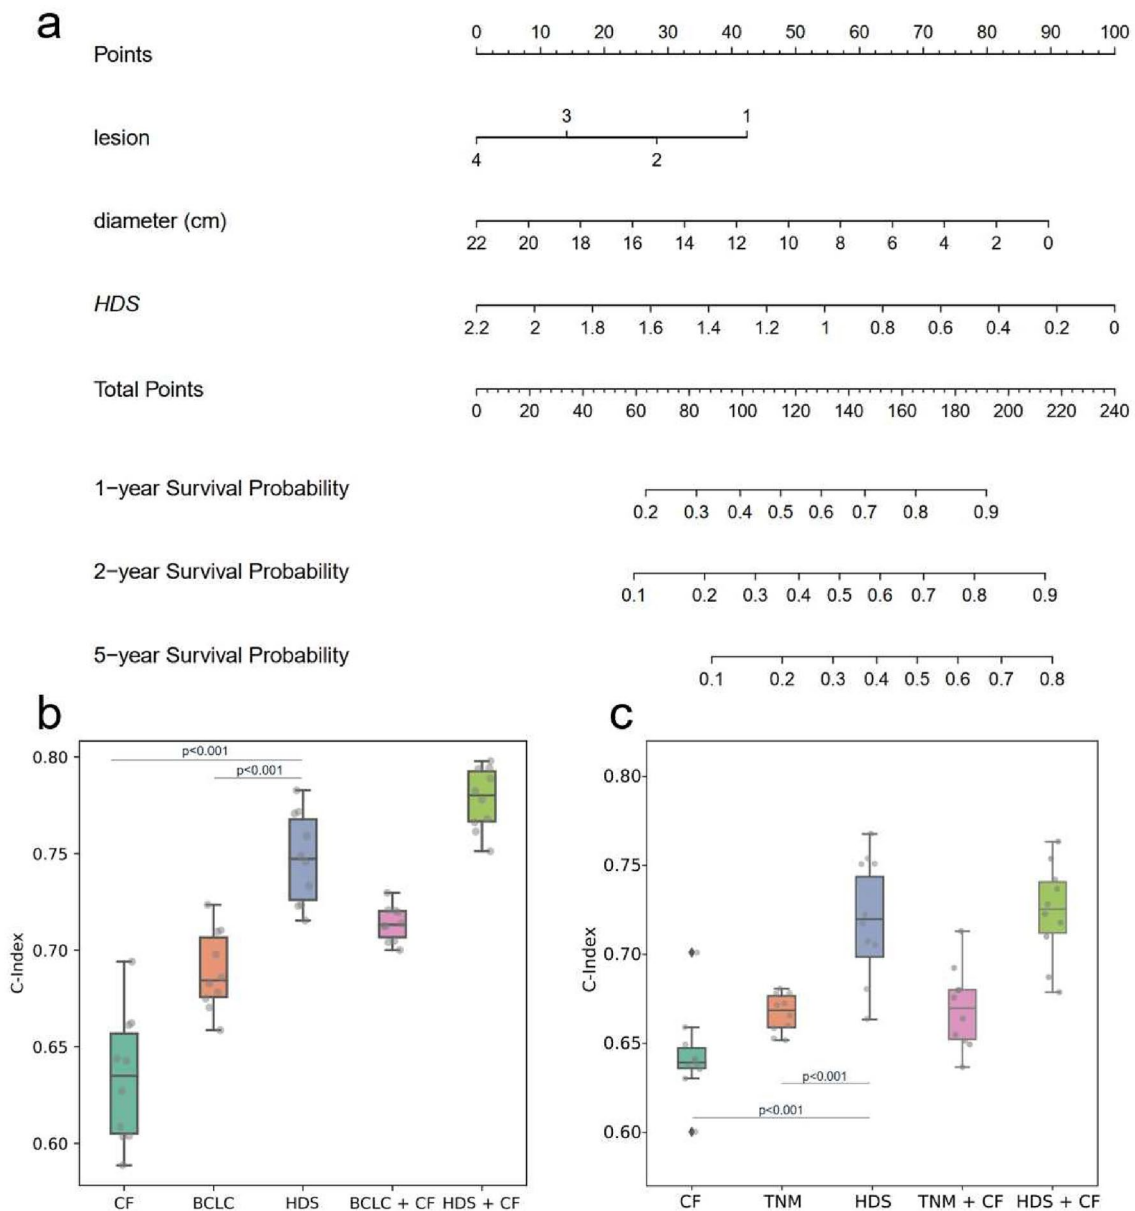 a
Points
0 10 20 30 40 50 60 70 80 90 100
lesion
3 1
4 2
diameter (cm)
22 20 18 16 14 12 10 8 6 4 2 0
HDS
2.2 2 1.8 1.6 1.4 1.2 1 0.8 0.6 0.4 0.2 0
Total Points
0 20 40 60 80 100 120 140 160 180 200 220 240
1−year Survival Probability
0.2 0.3 0.4 0.5 0.6 0.7 0.8 0.9
2−year Survival Probability
0.1 0.2 0.3 0.4 0.5 0.6 0.7 0.8 0.9
5−year Survival Probability
0.1 0.2 0.3 0.4 0.5 0.6 0.7 0.8
b
p<0.001
p<0.001
0.80
0.75
0.70
0.65
0.60
C-Index
CF BCLC HDS BCLC + CF HDS + CF
c
0.80
0.75
0.70
0.65
0.60
C-Index
p<0.001
p<0.001
CF TNM HDS TNM + CF HDS + CF